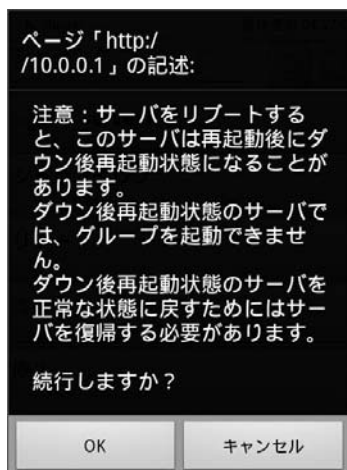 ページ「http:/
/10.0.0.1」の記述:
注意：サーバをリブートする
と、このサーバは再起動後にダ
ウン後再起動状態になることが
あります。
ダウン後再起動状態のサーバで
は、グループを起動できませ
ん。
ダウン後再起動状態のサーバを
正常な状態に戻すためにはサー
バを復帰する必要があります。
続行しますか？
OK
キャンセル